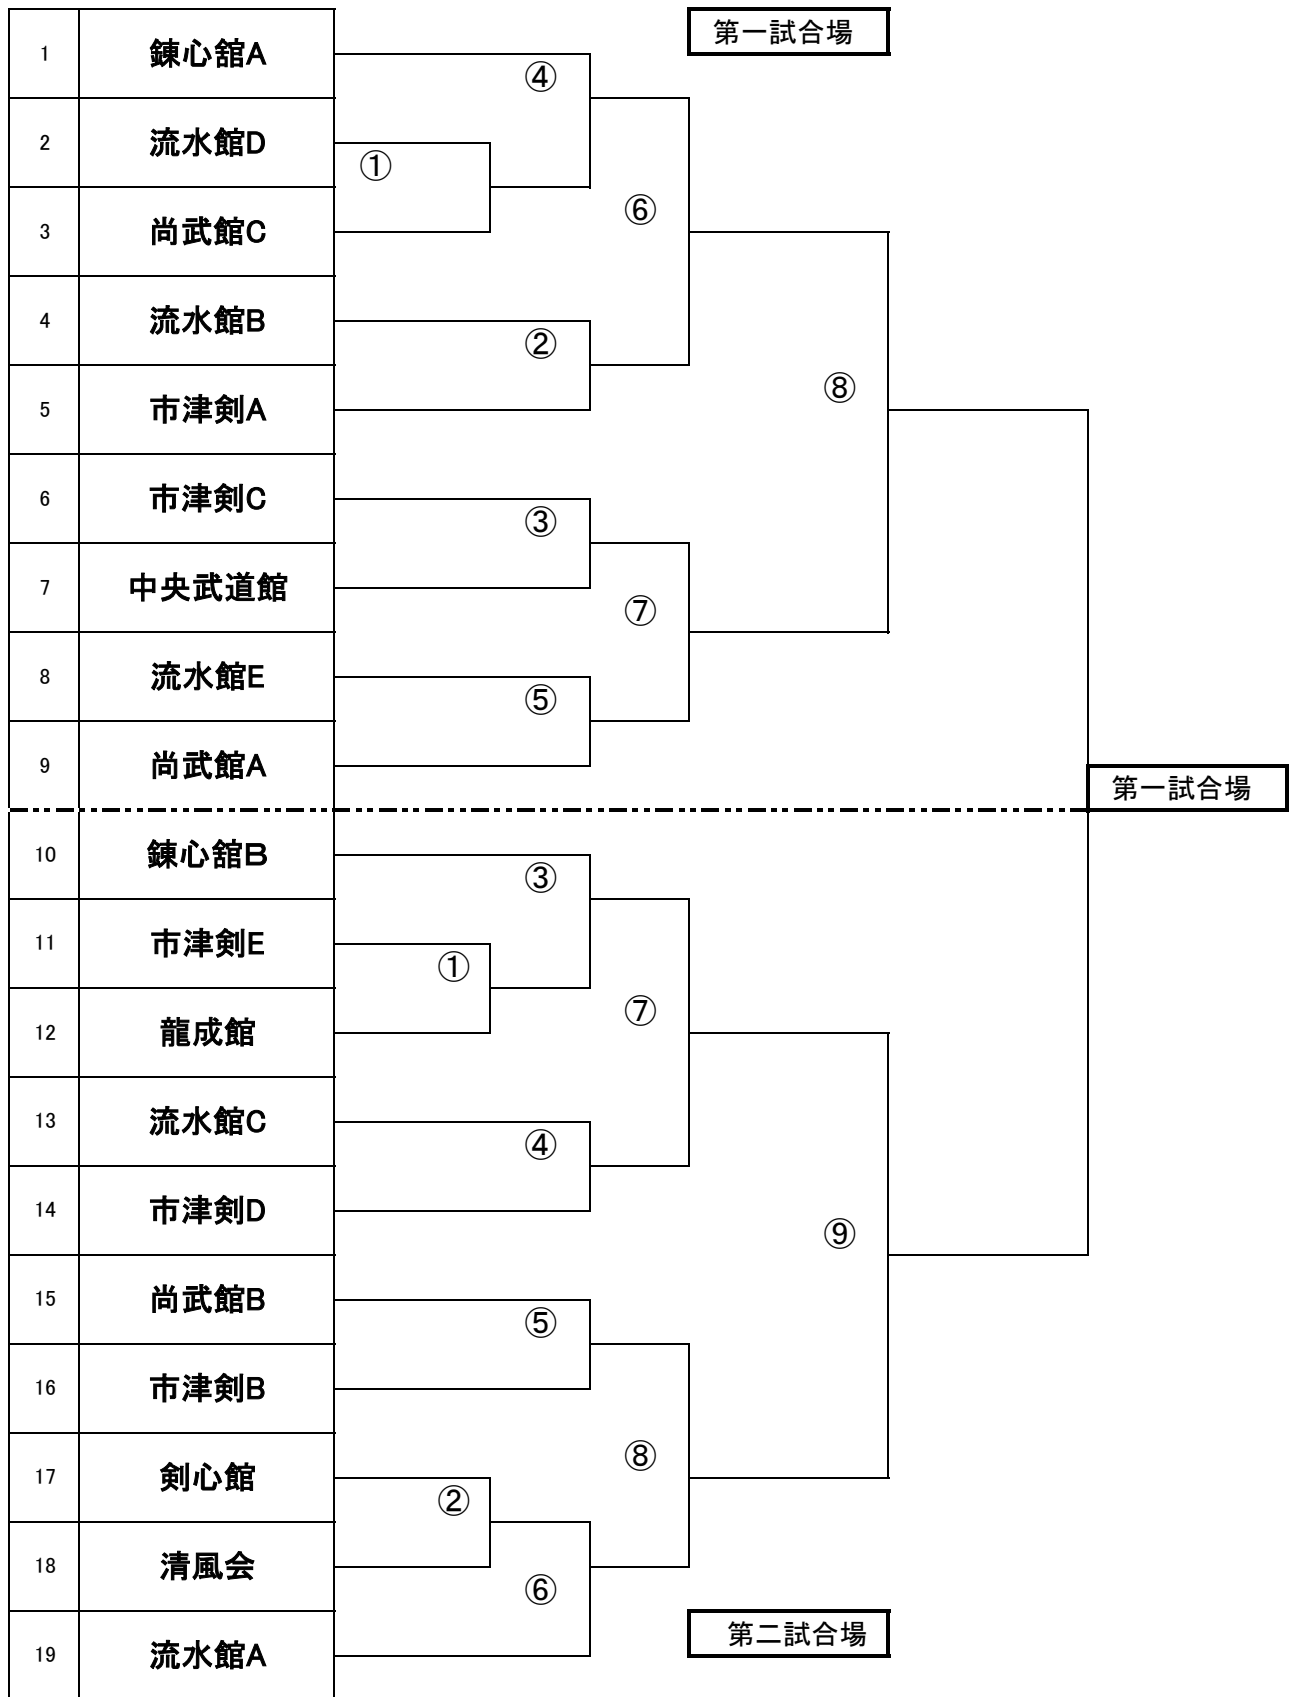 第一試合場
1 錬心舘A
④
2 流水館D
①
⑥
3 尚武館C
4 流水館B
②
⑧
5 市津剣A
6 市津剣C
③
7 中央武道館
⑦
8 流水館E
⑤
9 尚武館A
第一試合場
10 錬心舘B
③
11 市津剣E
①
⑦
12 龍成館
13 流水館C
④
14 市津剣D
⑨
15 尚武館B
⑤
16 市津剣B
⑧
17 剣心館
②
18 清風会
⑥
第二試合場
19 流水館A